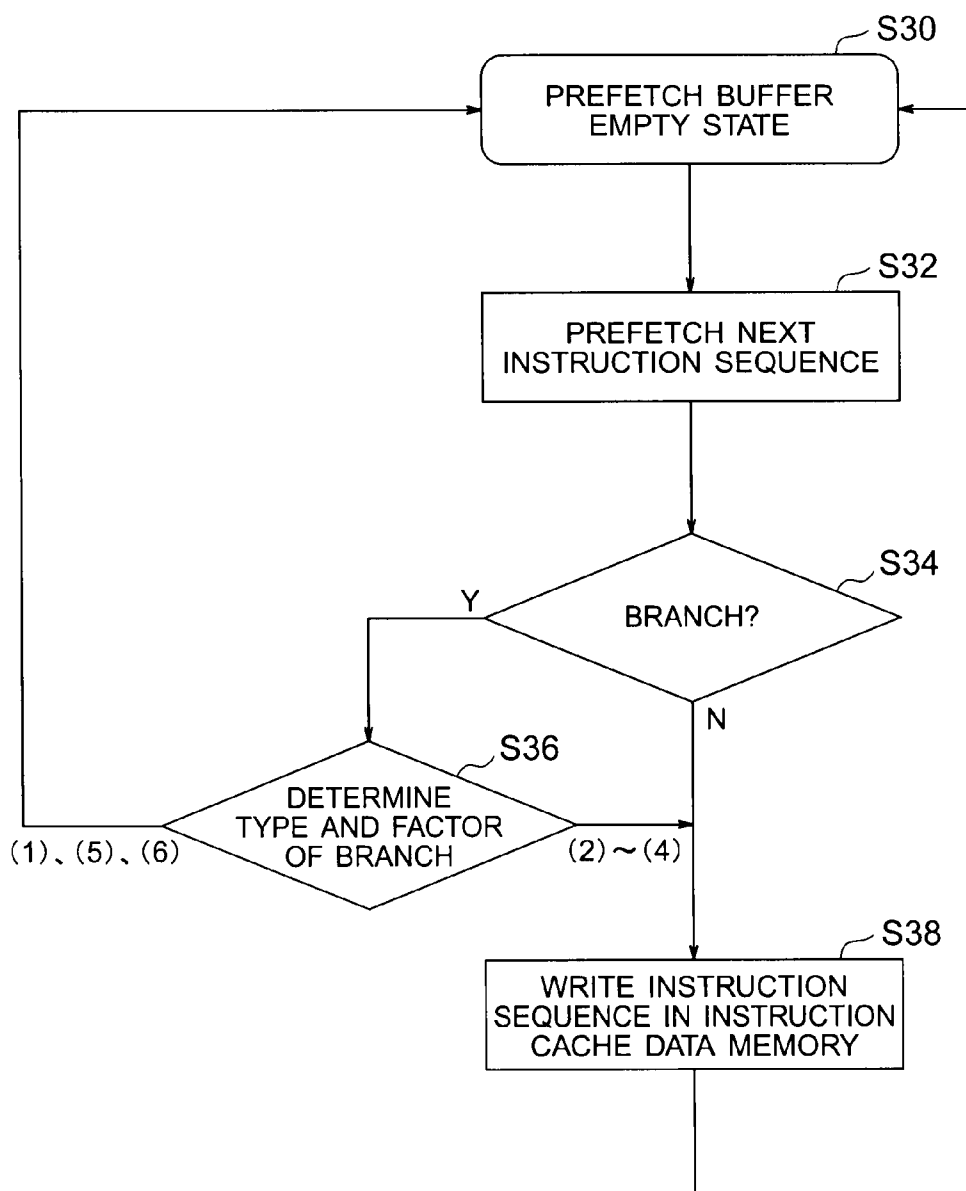 S30
PREFETCH BUFFER
EMPTY STATE
S32
PREFETCH NEXT
INSTRUCTION SEQUENCE
S34
BRANCH?
Y
N
S36
DETERMINE
TYPE AND FACTOR
OF BRANCH
(1)、(5)、(6)
(2)～(4)
S38
WRITE INSTRUCTION
SEQUENCE IN INSTRUCTION
CACHE DATA MEMORY